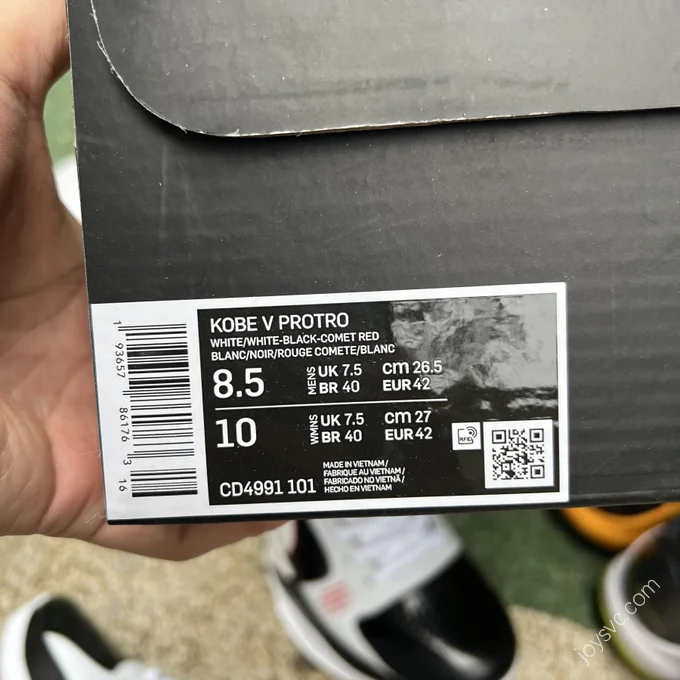 KOBE V PROTRO
WHITE/WHITE-BLACK-COMET RED
BLANC/NOIR/ROUGE COMETE/BLANC
8.5 MENS UK 7.5 cm 26.5
BR 40 EUR 42
10 WMNS UK 7.5 cm 27
BR 40 EUR 42
RFID
CD4991 101
MADE IN VIETNAM/
FABRIQUE AU VIETNAM/
FABRICADO NO VIETNÃ/
HECHO EN VIETNAM
1 93657 86176 3 16
joysvc.com